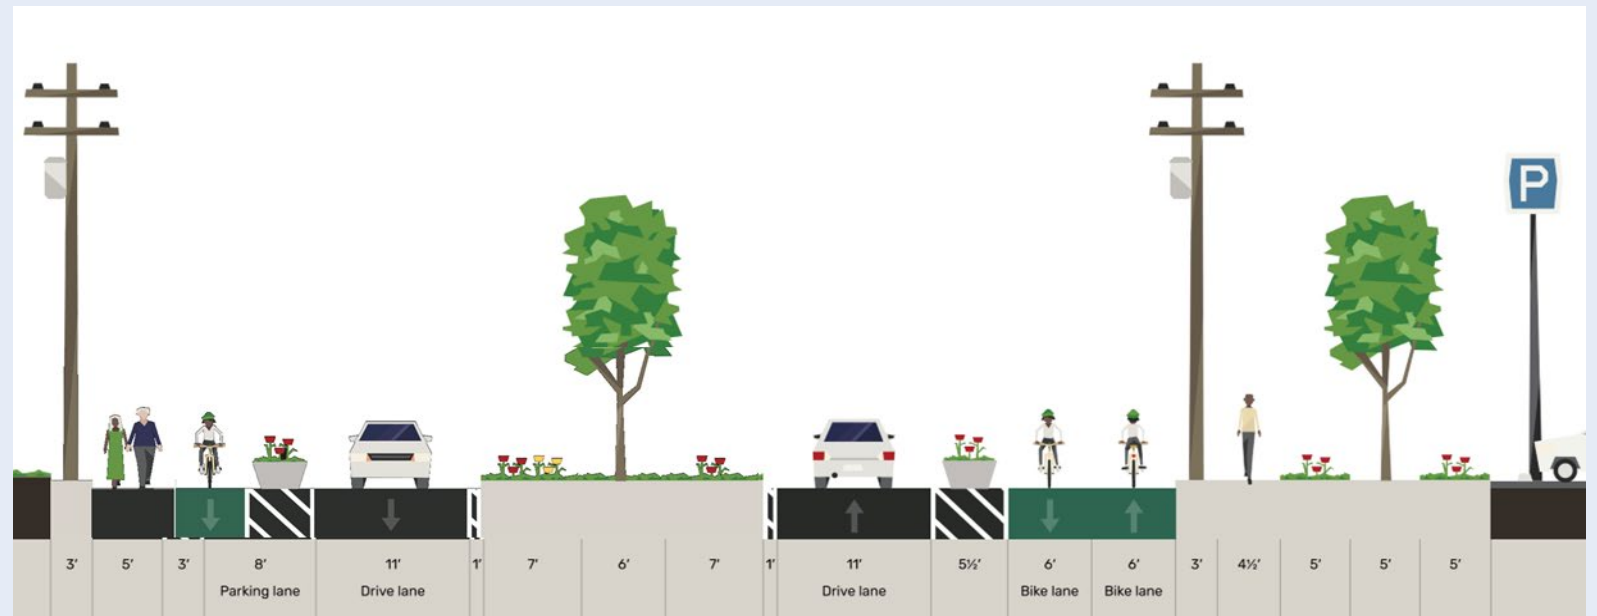 P
3' 5' 3' 8' 11' 1' 7' 6' 7' 1' 11' 5½' 6' 6' 3' 4½' 5' 5' 5'
Parking lane Drive lane Drive lane Bike lane Bike lane